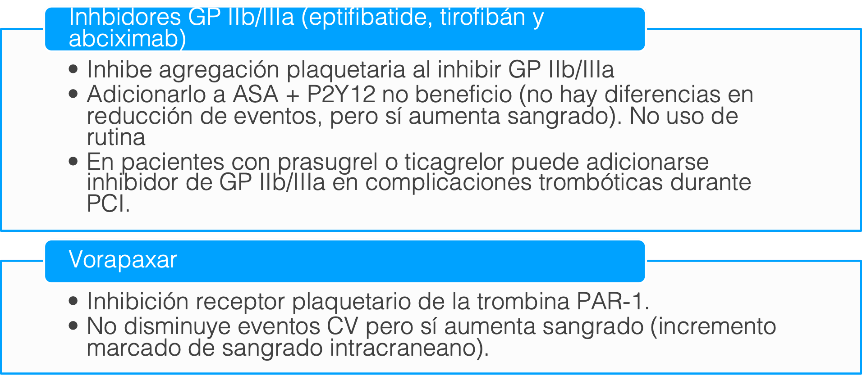 Inhbidores GP IIb/IIIa (eptifibatide, tirofibán y
abciximab)
• Inhibe agregación plaquetaria al inhibir GP IIb/IIIa
• Adicionarlo a ASA + P2Y12 no beneficio (no hay diferencias en
reducción de eventos, pero sí aumenta sangrado). No uso de
rutina
• En pacientes con prasugrel o ticagrelor puede adicionarse
inhibidor de GP IIb/IIIa en complicaciones trombóticas durante
PCI.
Vorapaxar
• Inhibición receptor plaquetario de la trombina PAR-1.
• No disminuye eventos CV pero sí aumenta sangrado (incremento
marcado de sangrado intracraneano).